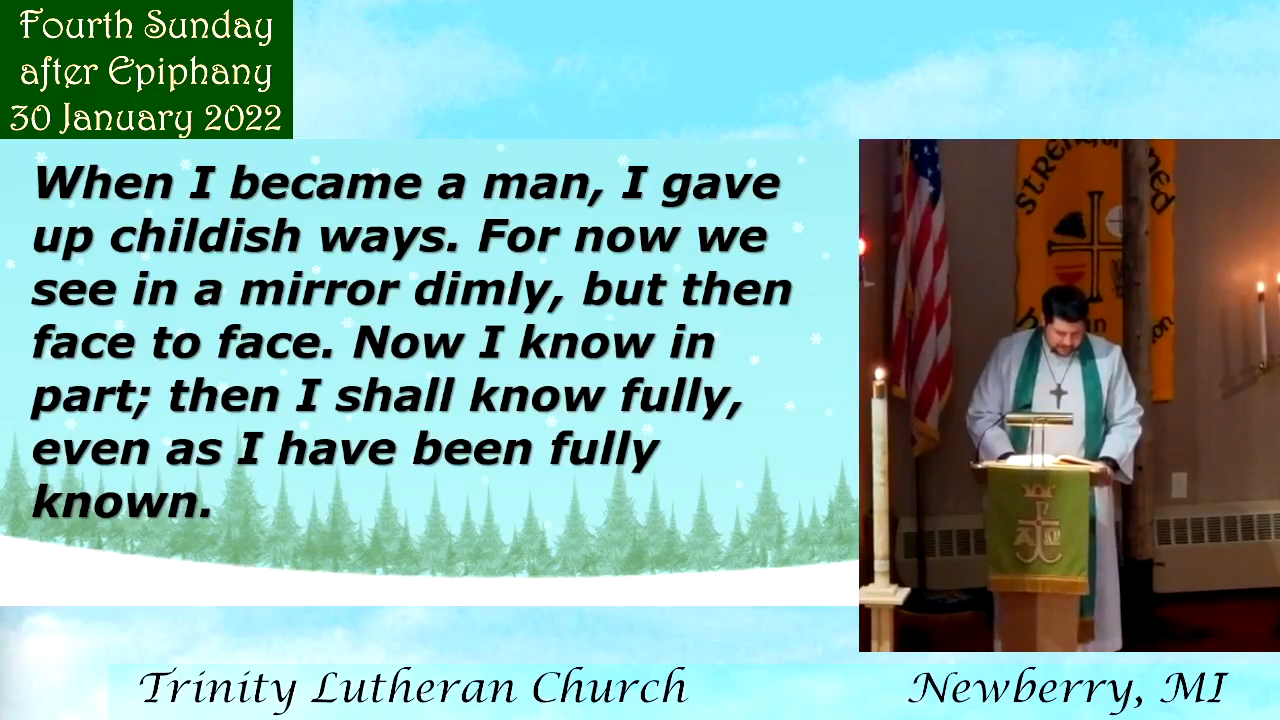 Fourth Sunday
after Epiphany
30 January 2022
When I became a man, I gave
up childish ways. For now we
see in a mirror dimly, but then
face to face. Now I know in
part; then I shall know fully,
even as I have been fully
known.
Trinity Lutheran Church
Newberry, MI